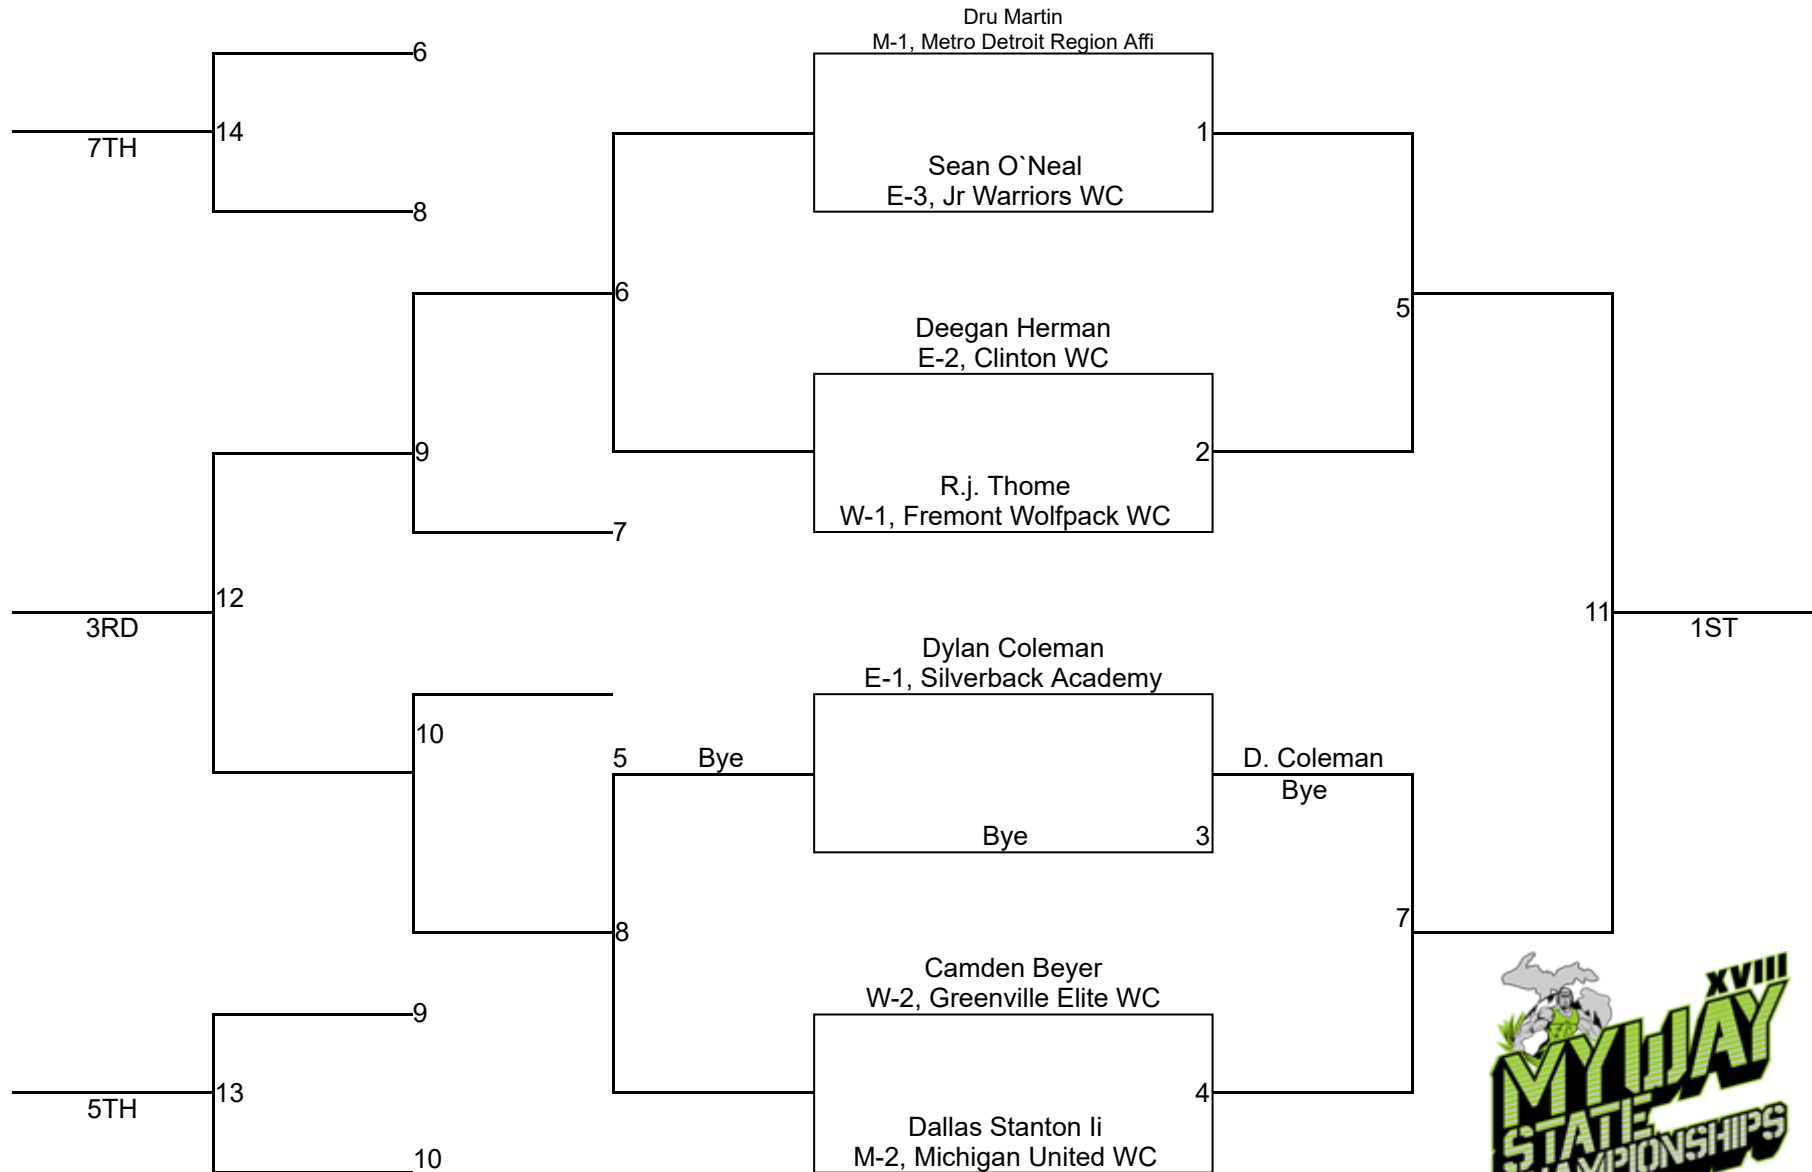 Dru Martin
M-1, Metro Detroit Region Affi
6
14
7TH
1
Sean O`Neal
E-3, Jr Warriors WC
8
6
5
Deegan Herman
E-2, Clinton WC
9
2
R.j. Thome
W-1, Fremont Wolfpack WC
7
12
3RD
11
1ST
Dylan Coleman
E-1, Silverback Academy
10
5
Bye
D. Coleman
Bye
Bye
3
8
7
Camden Beyer
W-2, Greenville Elite WC
9
13
5TH
4
Dallas Stanton Ii
M-2, Michigan United WC
10
XVIII
MYWAY
STATE
CHAMPIONSHIPS